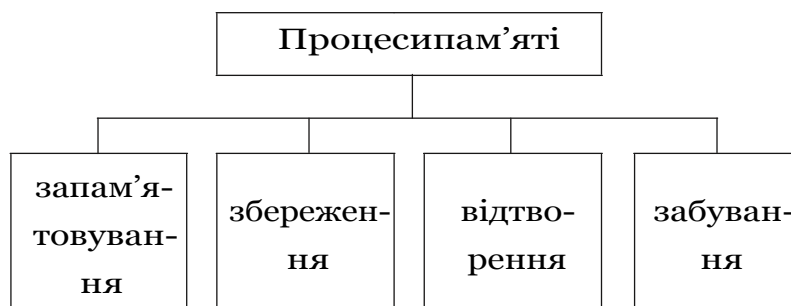 Процесипам’яті
запам’я-
товуван-
ня
збережен-
ня
відтво-
рення
забуван-
ня